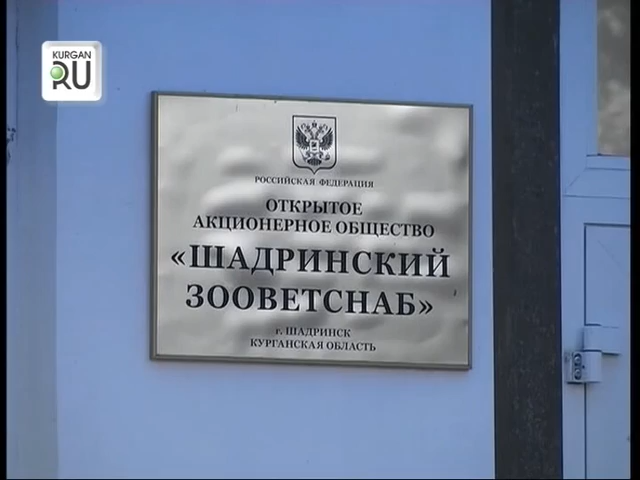 KURGAN
RU
РОССИЙСКАЯ ФЕДЕРАЦИЯ
ОТКРЫТОЕ
АКЦИОНЕРНОЕ ОБЩЕСТВО
«ШАДРИНСКИЙ
ЗООВЕТСНАБ»
г. ШАДРИНСК
КУРГАНСКАЯ ОБЛАСТЬ